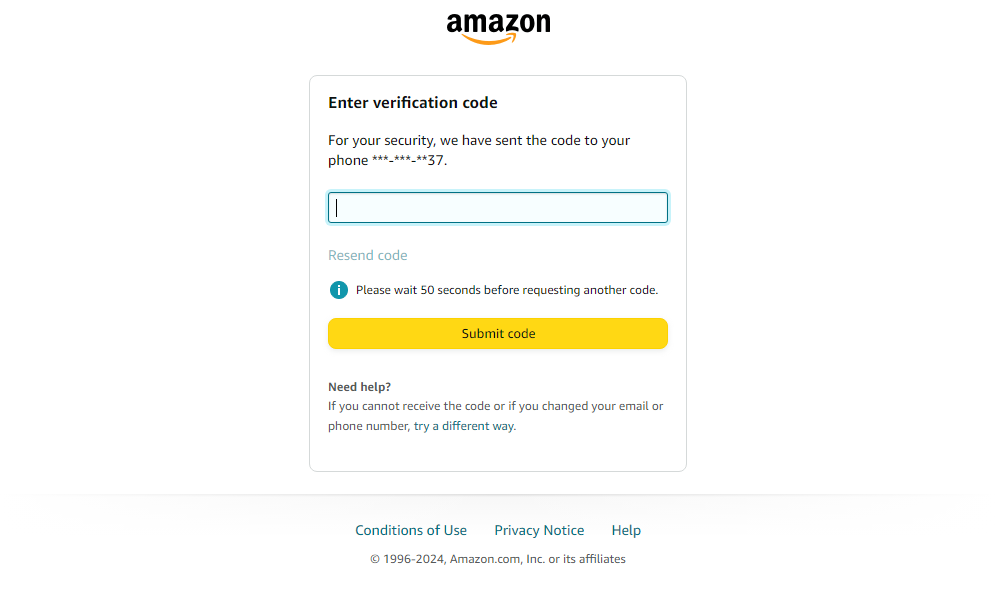 amazon
Enter verification code
For your security, we have sent the code to your
phone ***-***-**37.
Resend code
i Please wait 50 seconds before requesting another code.
Submit code
Need help?
If you cannot receive the code or if you changed your email or
phone number, try a different way.
Conditions of Use Privacy Notice Help
© 1996-2024, Amazon.com, Inc. or its affiliates